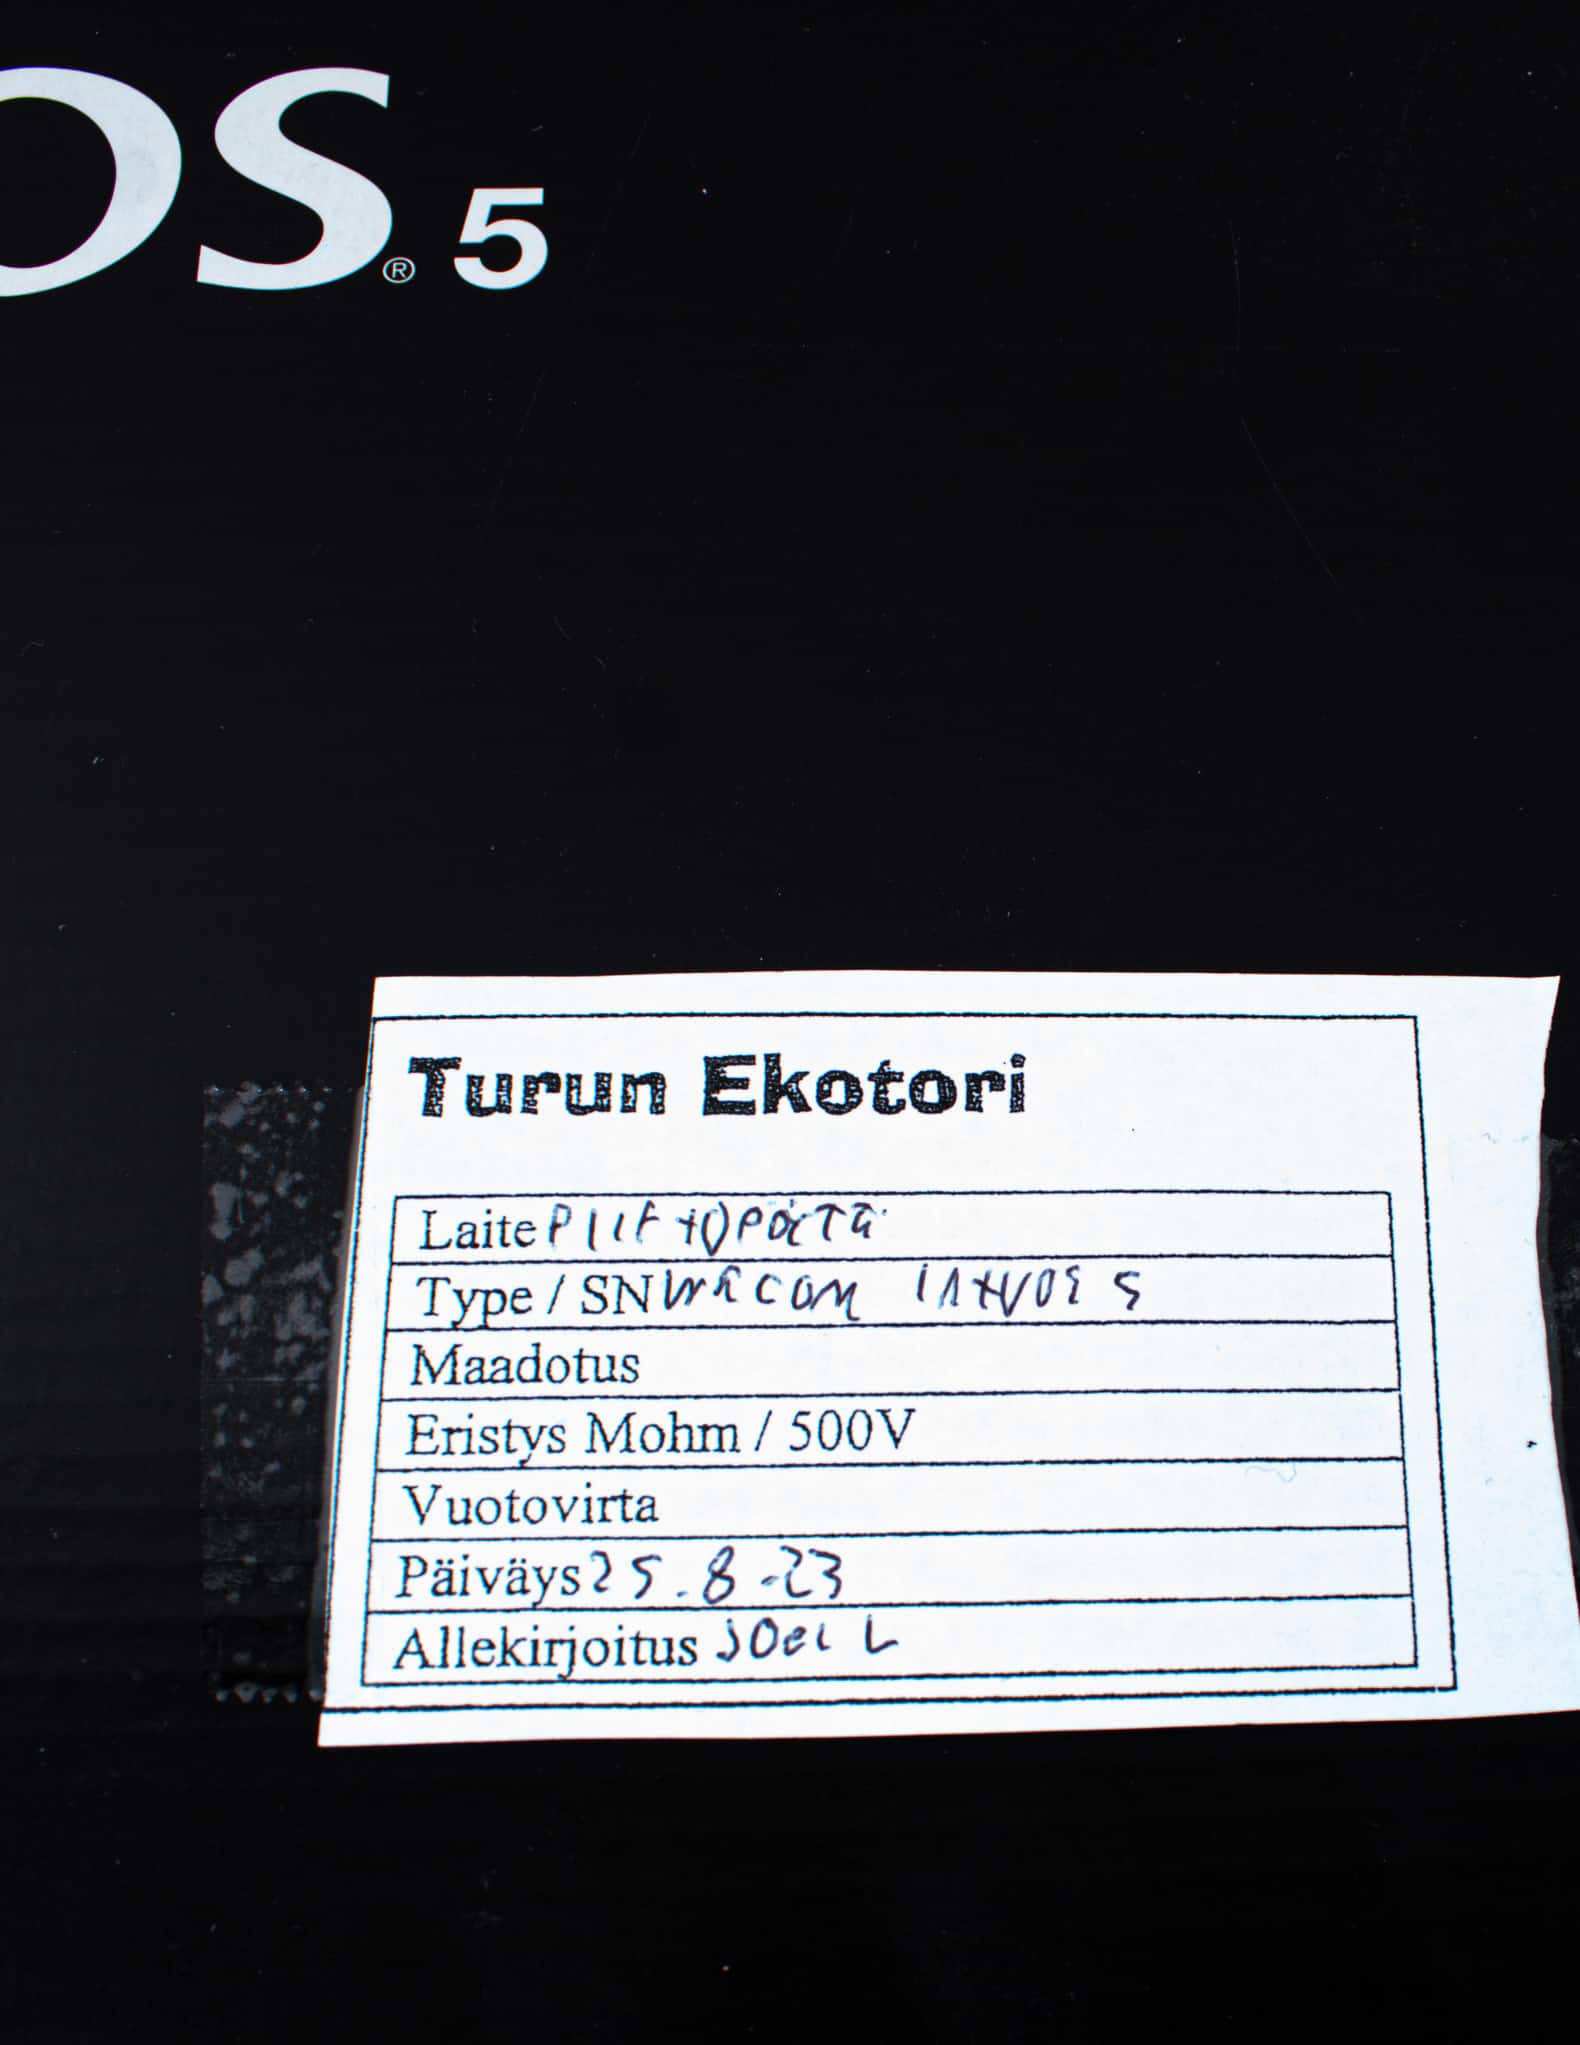 OS® 5
Turun Ekotori
Laite PIIrtOPöytä
Type / SN WACOM INtUOS 5
Maadotus
Eristys Mohm / 500V
Vuotovirta
Päiväys 25.8.23
Allekirjoitus JOel L